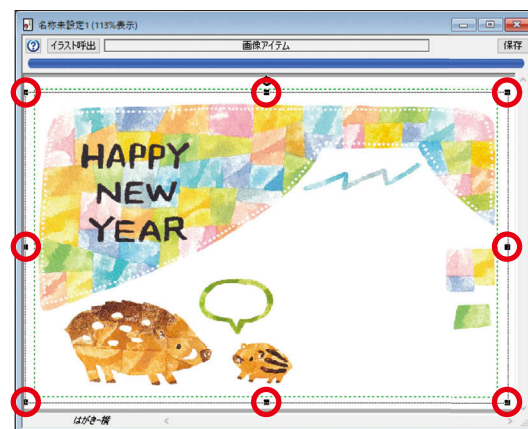 名称未設定1(113%表示)
イラスト呼出
画像アイテム
保存
HAPPY
NEW
YEAR
はがき-横